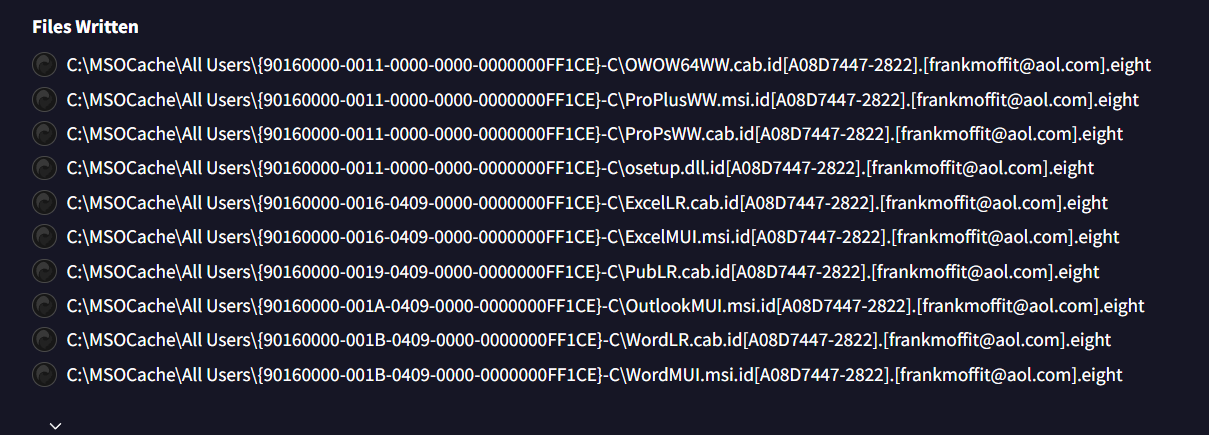 Files Written
C:\MSOCache\All Users\{90160000-0011-0000-0000-0000000FF1CE}-C\OWOW64WW.cab.id[A08D7447-2822].[frankmoffit@aol.com].eight
C:\MSOCache\All Users\{90160000-0011-0000-0000-0000000FF1CE}-C\ProPlusWW.msi.id[A08D7447-2822].[frankmoffit@aol.com].eight
C:\MSOCache\All Users\{90160000-0011-0000-0000-0000000FF1CE}-C\ProPsWW.cab.id[A08D7447-2822].[frankmoffit@aol.com].eight
C:\MSOCache\All Users\{90160000-0011-0000-0000-0000000FF1CE}-C\osetup.dll.id[A08D7447-2822].[frankmoffit@aol.com].eight
C:\MSOCache\All Users\{90160000-0016-0409-0000-0000000FF1CE}-C\ExcelLR.cab.id[A08D7447-2822].[frankmoffit@aol.com].eight
C:\MSOCache\All Users\{90160000-0016-0409-0000-0000000FF1CE}-C\ExcelMUI.msi.id[A08D7447-2822].[frankmoffit@aol.com].eight
C:\MSOCache\All Users\{90160000-0019-0409-0000-0000000FF1CE}-C\PubLR.cab.id[A08D7447-2822].[frankmoffit@aol.com].eight
C:\MSOCache\All Users\{90160000-001A-0409-0000-0000000FF1CE}-C\OutlookMUI.msi.id[A08D7447-2822].[frankmoffit@aol.com].eight
C:\MSOCache\All Users\{90160000-001B-0409-0000-0000000FF1CE}-C\WordLR.cab.id[A08D7447-2822].[frankmoffit@aol.com].eight
C:\MSOCache\All Users\{90160000-001B-0409-0000-0000000FF1CE}-C\WordMUI.msi.id[A08D7447-2822].[frankmoffit@aol.com].eight